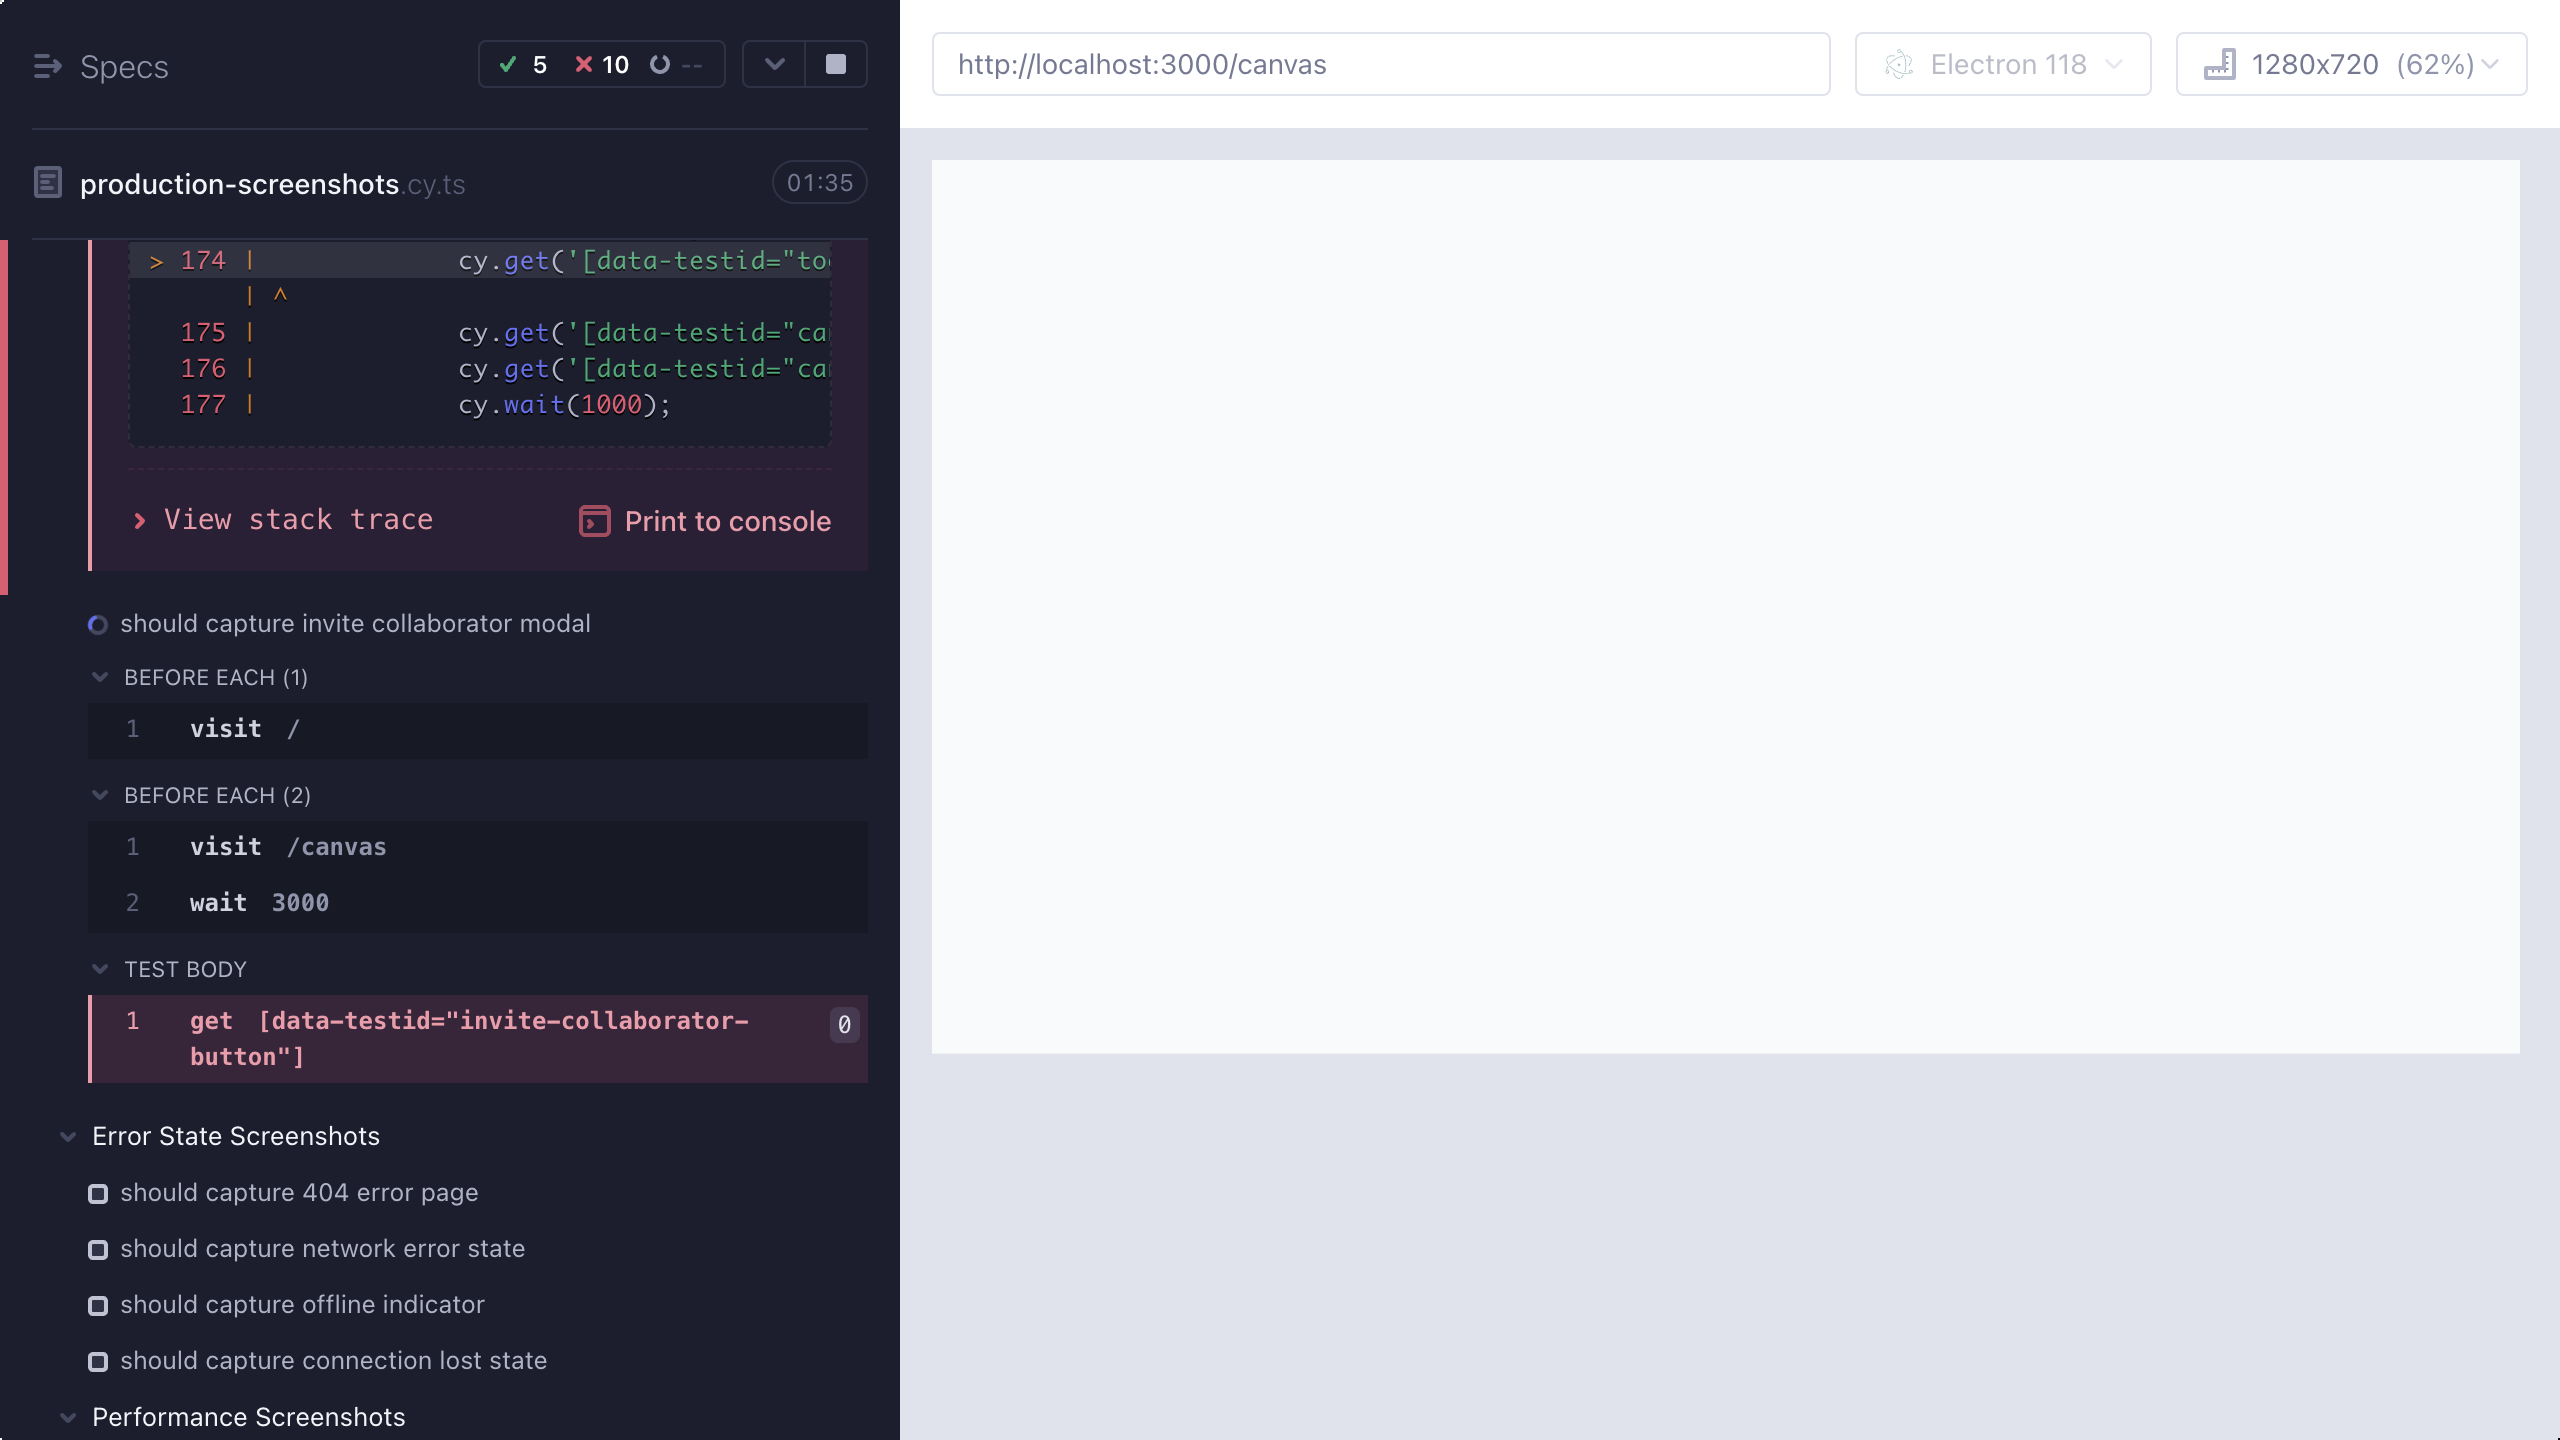 Specs
5 10 --
production-screenshots.cy.ts 01:35
> 174 | cy.get('[data-testid="to
| ^
175 | cy.get('[data-testid="ca
176 | cy.get('[data-testid="ca
177 | cy.wait(1000);
View stack trace Print to console
should capture invite collaborator modal
BEFORE EACH (1)
1 visit /
BEFORE EACH (2)
1 visit /canvas
2 wait 3000
TEST BODY
1 get [data-testid="invite-collaborator- 0
button"]
Error State Screenshots
should capture 404 error page
should capture network error state
should capture offline indicator
should capture connection lost state
Performance Screenshots
http://localhost:3000/canvas
Electron 118
1280x720 (62%)